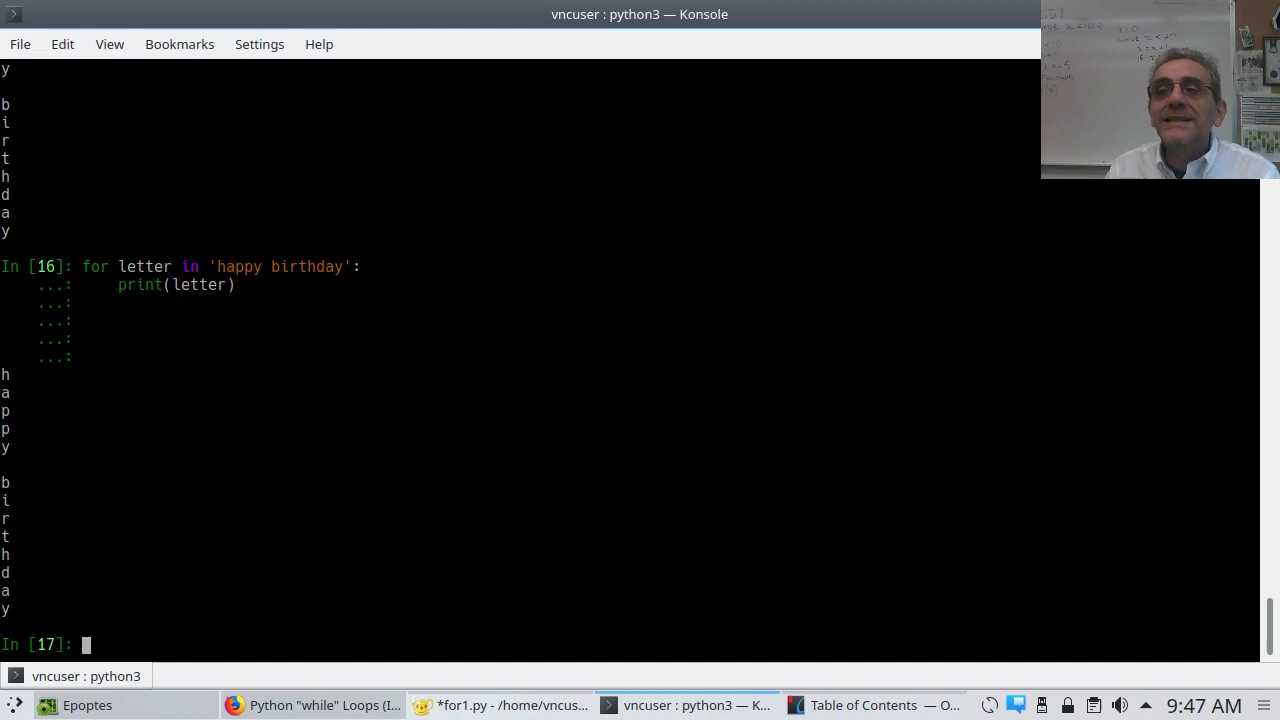 vncuser : python3 — Konsole
File Edit View Bookmarks Settings Help
y
b
i
r
t
h
d
a
y
In [16]: for letter in 'happy birthday':
...: print(letter)
...:
...:
...:
...:
h
a
p
p
y
b
i
r
t
h
d
a
y
In [17]:
vncuser : python3
Epoptes
Python "while" Loops (I...
*for1.py - /home/vncus...
vncuser : python3 — K...
Table of Contents — O...
9:47 AM